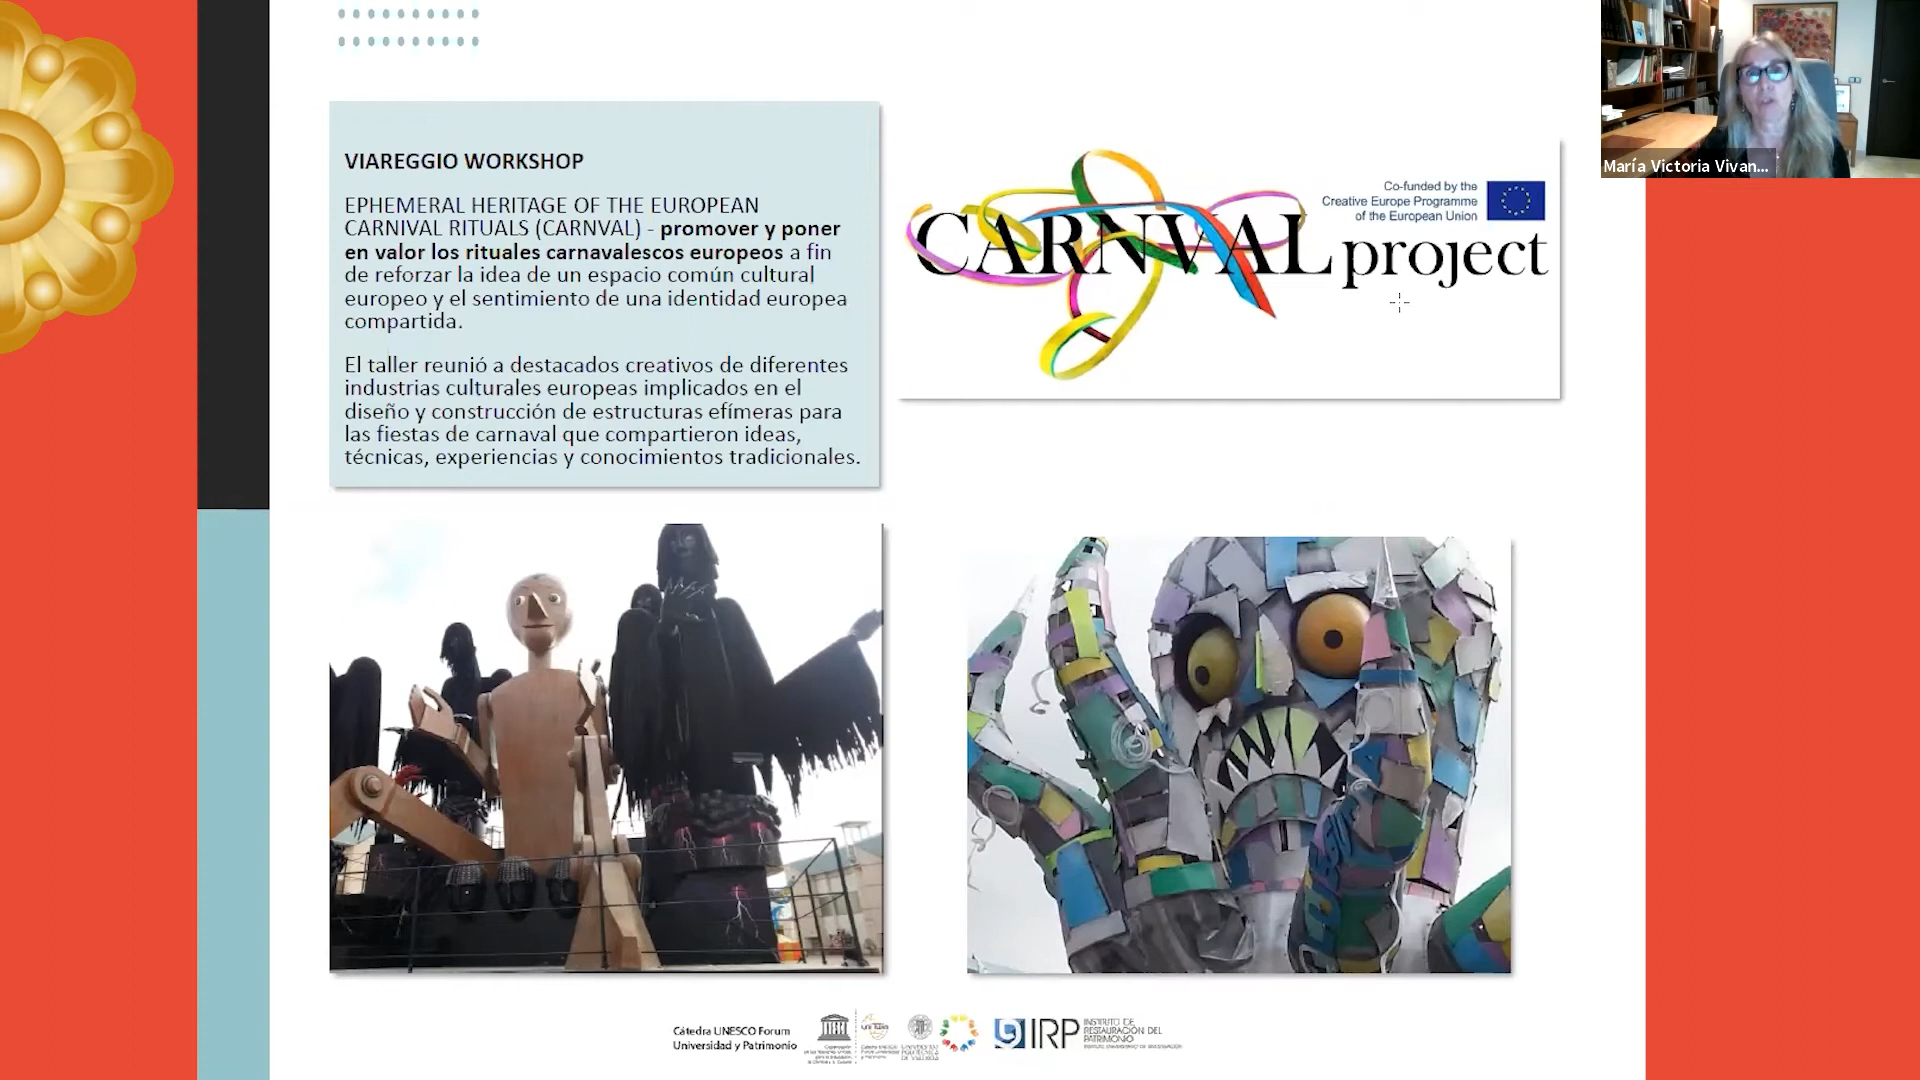 VIAREGGIO WORKSHOP
EPHEMERAL HERITAGE OF THE EUROPEAN
CARNIVAL RITUALS (CARNVAL) - promover y poner
en valor los rituales carnavalescos europeos a fin
de reforzar la idea de un espacio común cultural
europeo y el sentimiento de una identidad europea
compartida.
El taller reunió a destacados creativos de diferentes
industrias culturales europeas implicados en el
diseño y construcción de estructuras efímeras para
las fiestas de carnaval que compartieron ideas,
técnicas, experiencias y conocimientos tradicionales.
Co-funded by the
Creative Europe Programme
of the European Union
CARNVAL project
María Victoria Vivan...
Cátedra UNESCO Forum
Universidad y Patrimonio
IRP
INSTITUTO DE
RESTAURACIÓN DEL
PATRIMONIO